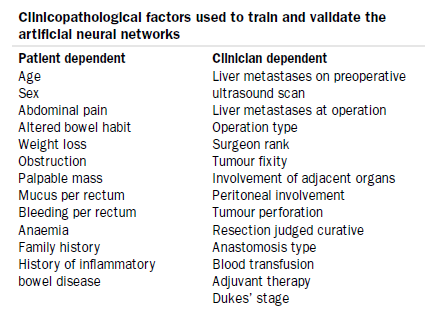 Clinicopathological factors used to train and validate the
artificial neural networks
Patient dependent
Age
Sex
Abdominal pain
Altered bowel habit
Weight loss
Obstruction
Palpable mass
Mucus per rectum
Bleeding per rectum
Anaemia
Family history
History of inflammatory
bowel disease
Clinician dependent
Liver metastases on preoperative
ultrasound scan
Liver metastases at operation
Operation type
Surgeon rank
Tumour fixity
Involvement of adjacent organs
Peritoneal involvement
Tumour perforation
Resection judged curative
Anastomosis type
Blood transfusion
Adjuvant therapy
Dukes' stage